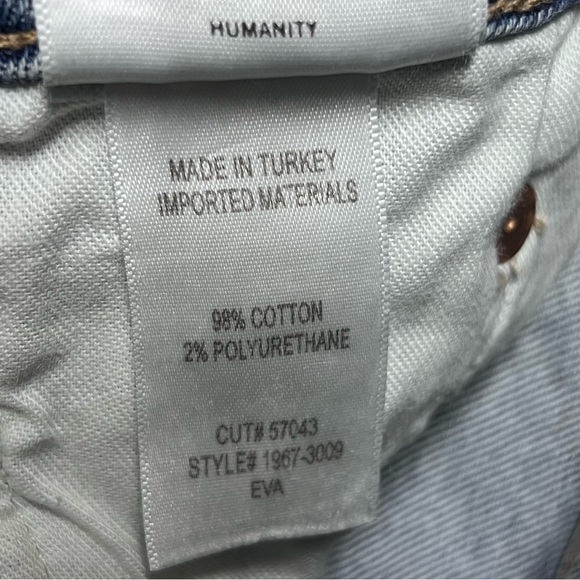 HUMANITY
MADE IN TURKEY
IMPORTED MATERIALS
98% COTTON
2% POLYURETHANE
CUT# 57043
STYLE# 1967-3009
EVA